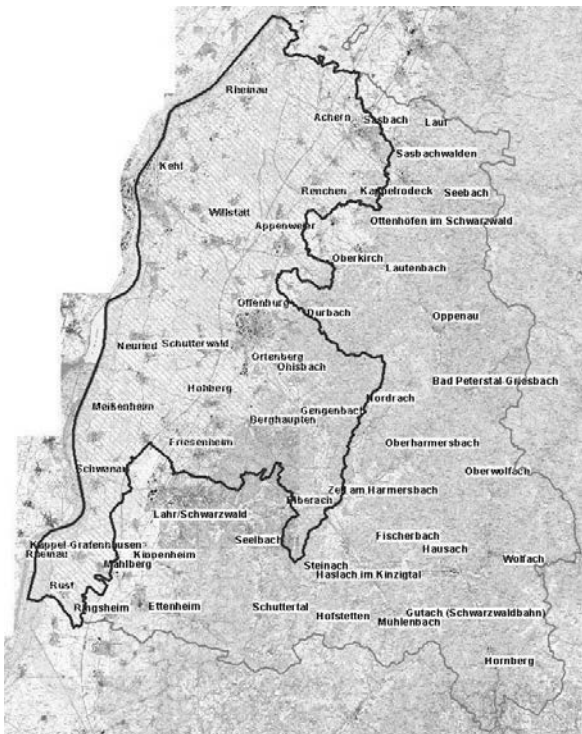 Rheinau
Achern
Sasbach
Lauf
Sasbachwalden
Kehl
Renchen
Kappelrodeck
Seebach
Willstätt
Appenweier
Ottenhöfen im Schwarzwald
Oberkirch
Lautenbach
Offenburg
Durbach
Oppenau
Neuried
Schutterwald
Ortenberg
Ohlsbach
Bad Peterstal-Griesbach
Hohberg
Nordrach
Meißenheim
Gengenbach
Berghaupten
Friesenheim
Oberharmersbach
Schwanau
Oberwolfach
Zell am Harmersbach
Biberach
Lahr/Schwarzwald
Seelbach
Fischerbach
Kappel-Grafenhausen
Hausach
Rheinau
Kippenheim
Wolfach
Mahlberg
Steinach
Haslach im Kinzigtal
Rust
Ringsheim
Ettenheim
Schuttertal
Hofstetten
Gutach (Schwarzwaldbahn)
Mühlenbach
Hornberg